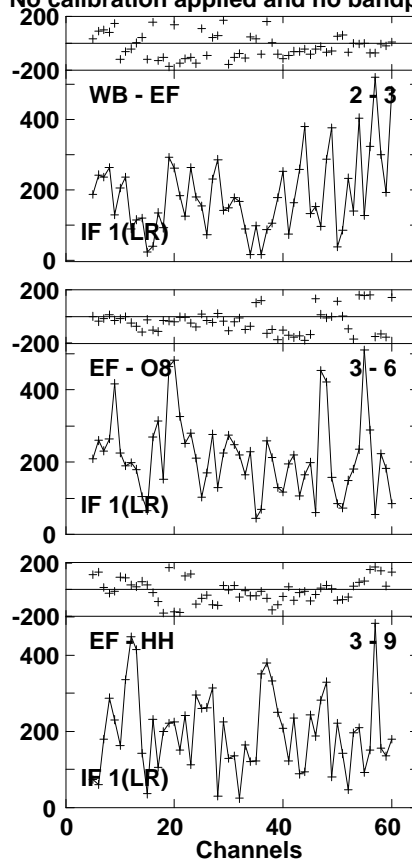 No calibration applied and no bandp
-200
WB - EF 2 - 3
400
200
0
IF 1(LR)
200
-200
EF - O8 3 - 6
400
200
0
IF 1(LR)
200
-200
EF - HH 3 - 9
400
200
0
IF 1(LR)
0 20 40 60
Channels